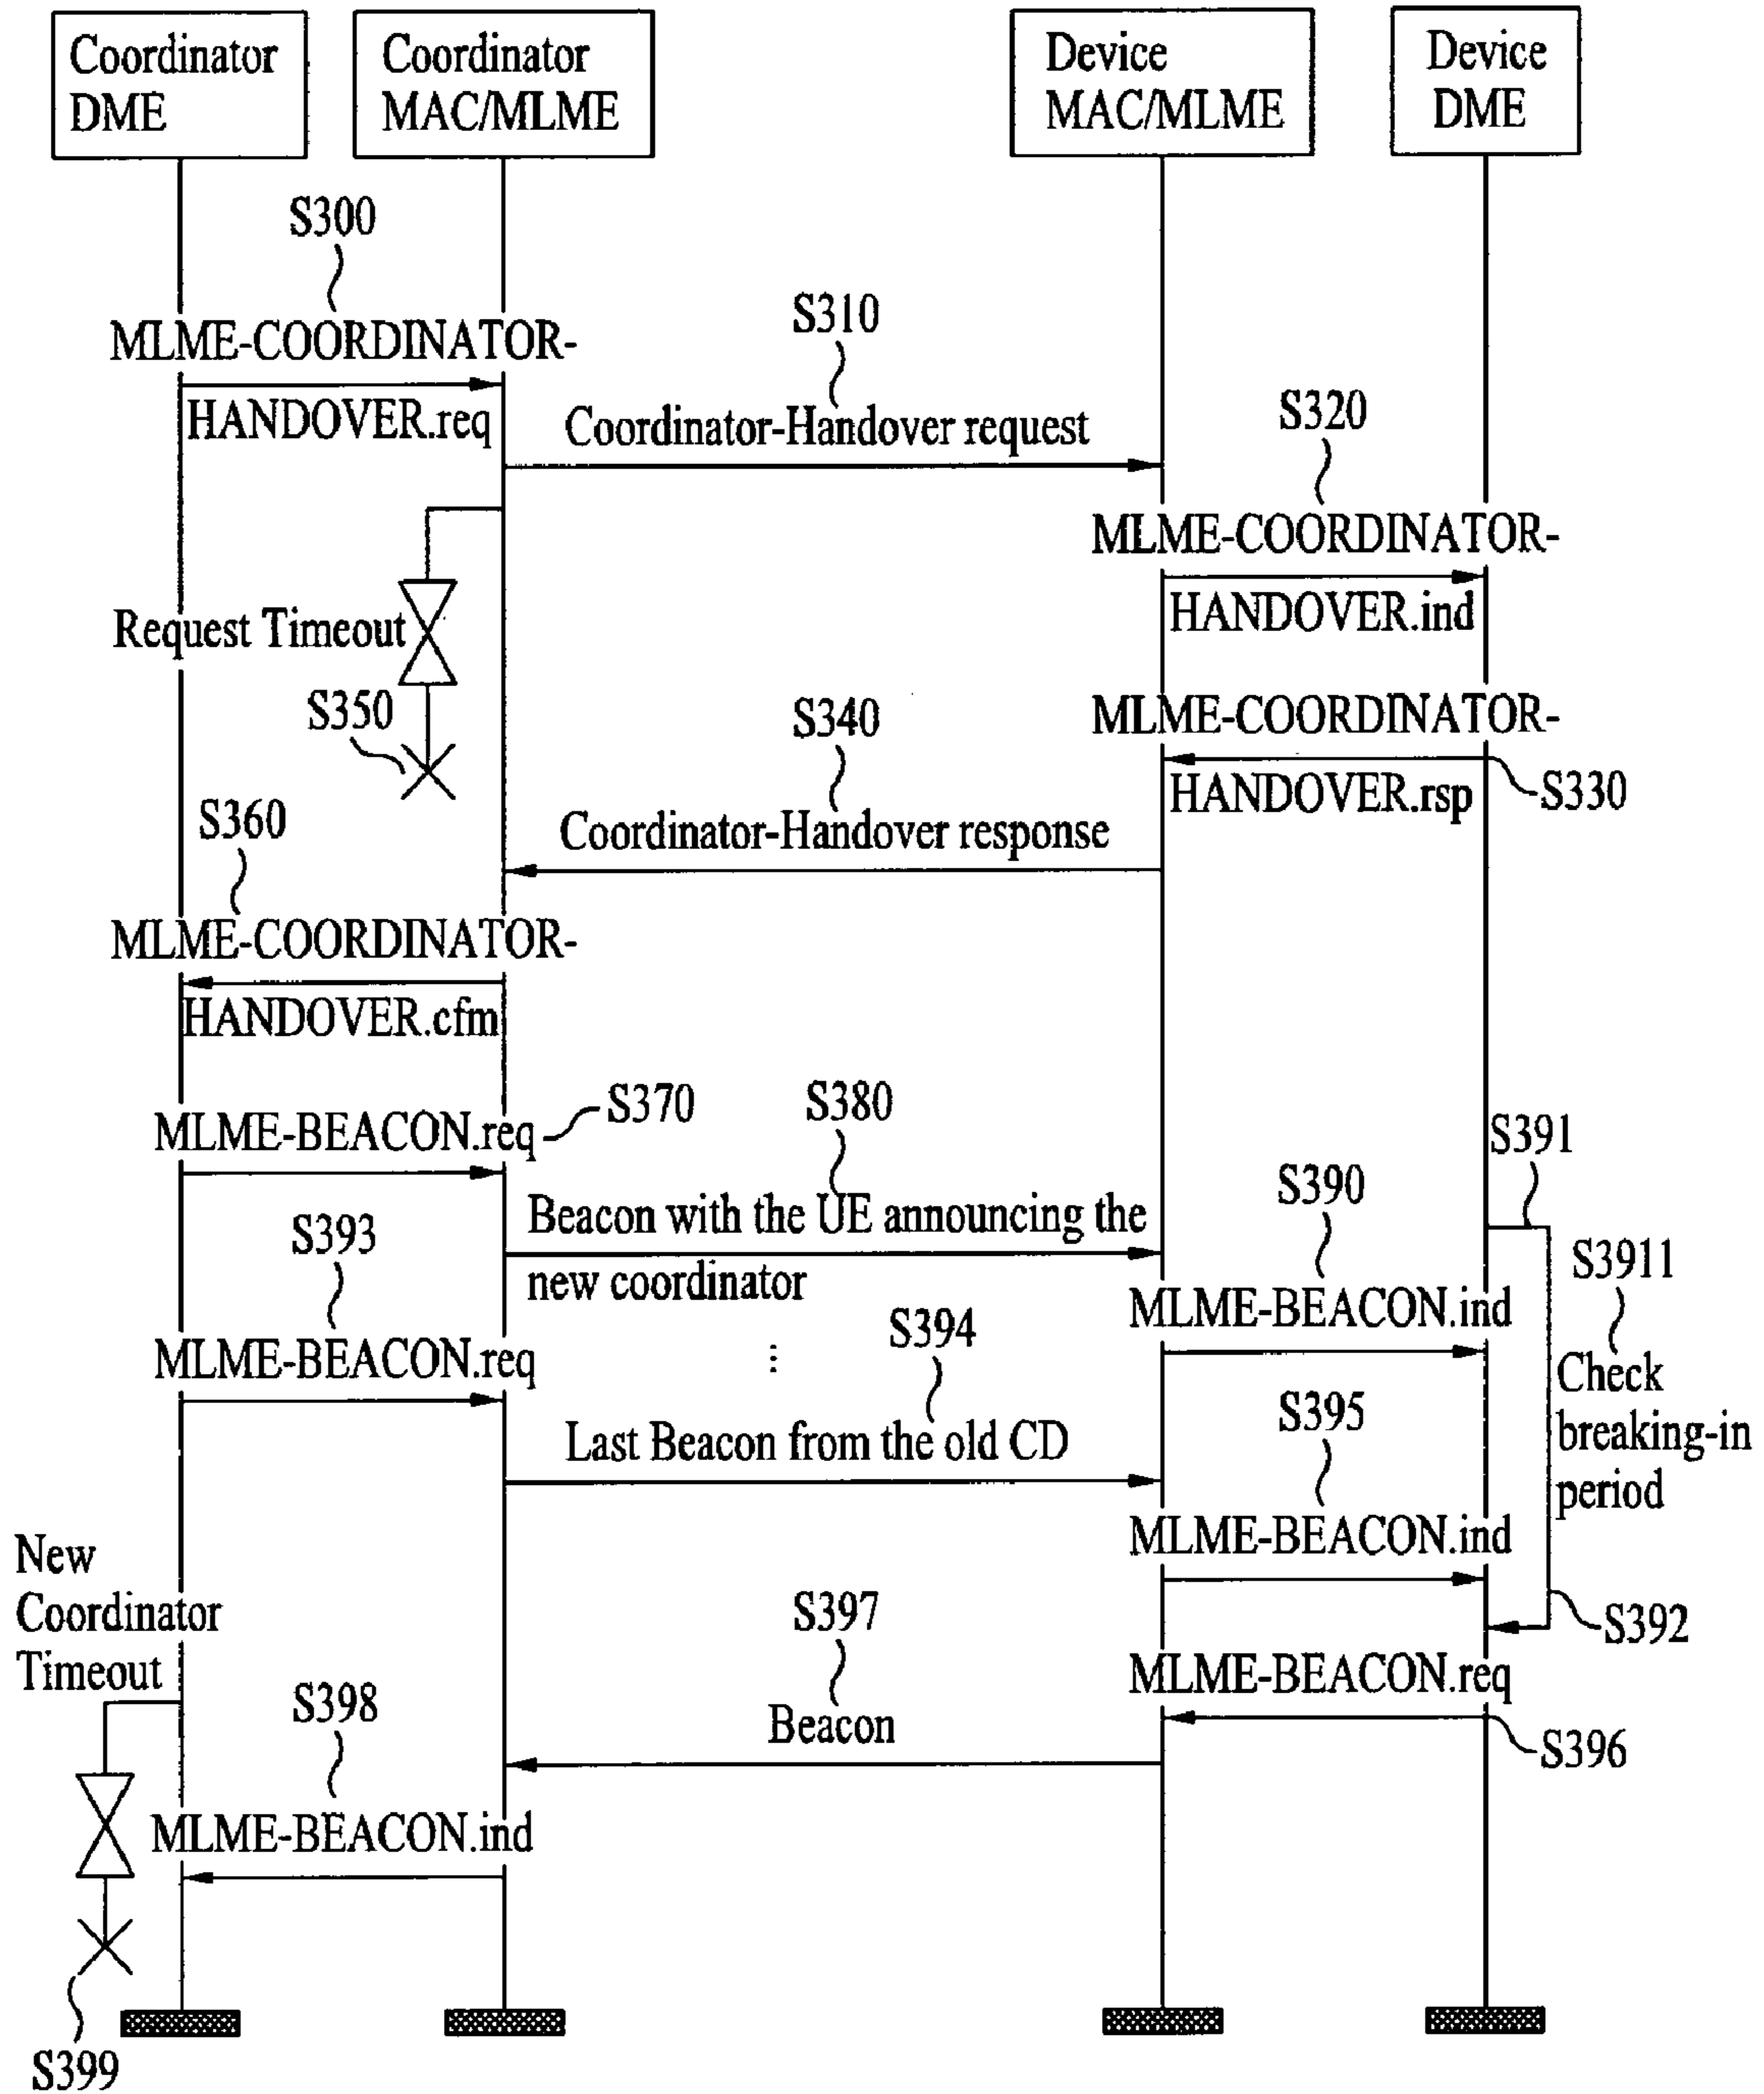 Coordinator
DME
Coordinator
MAC/MLME
Device
MAC/MLME
Device
DME
S300
MLME-COORDINATOR-
HANDOVER.req
S310
Coordinator-Handover request
S320
MLME-COORDINATOR-
HANDOVER.ind
Request Timeout
S350
S340
Coordinator-Handover response
MLME-COORDINATOR-
HANDOVER.rsp
S330
S360
MLME-COORDINATOR-
HANDOVER.cfm
MLME-BEACON.req
S370
S380
Beacon with the UE announcing the
new coordinator
S390
MLME-BEACON.ind
S391
S3911
Check
breaking-in
period
S393
MLME-BEACON.req
...
S394
Last Beacon from the old CD
S395
MLME-BEACON.ind
S392
New
Coordinator
Timeout
S397
Beacon
MLME-BEACON.req
S396
S398
MLME-BEACON.ind
S399